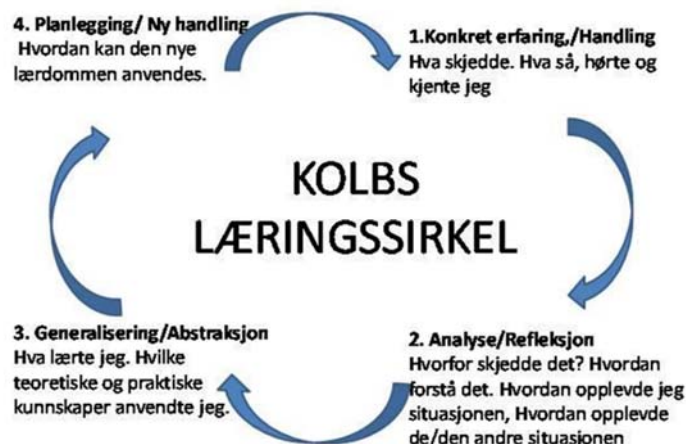 4. Planlegging/ Ny handling
Hvordan kan den nye
lærdommen anvendes.
1.Konkret erfaring,/Handling
Hva skjedde. Hva så, hørte og
kjente jeg
KOLBS
LÆRINGSSIRKEL
3. Generalisering/Abstraksjon
Hva lærte jeg. Hvilke
teoretiske og praktiske
kunnskaper anvendte jeg.
2. Analyse/Refleksjon
Hvorfor skjedde det? Hvordan
forstå det. Hvordan opplevde jeg
situasjonen, Hvordan opplevde
de/den andre situasjonen